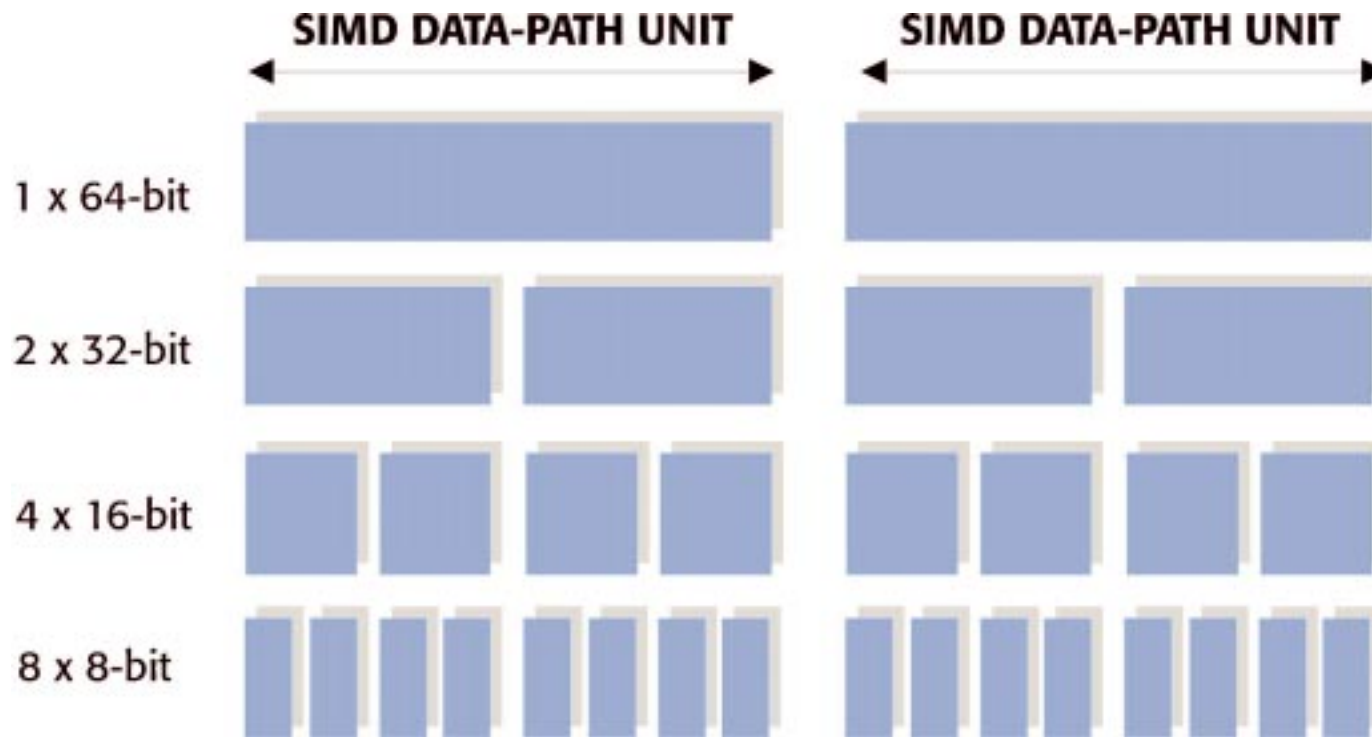 SIMD DATA-PATH UNIT SIMD DATA-PATH UNIT
1 x 64-bit
2 x 32-bit
4 x 16-bit
8 x 8-bit